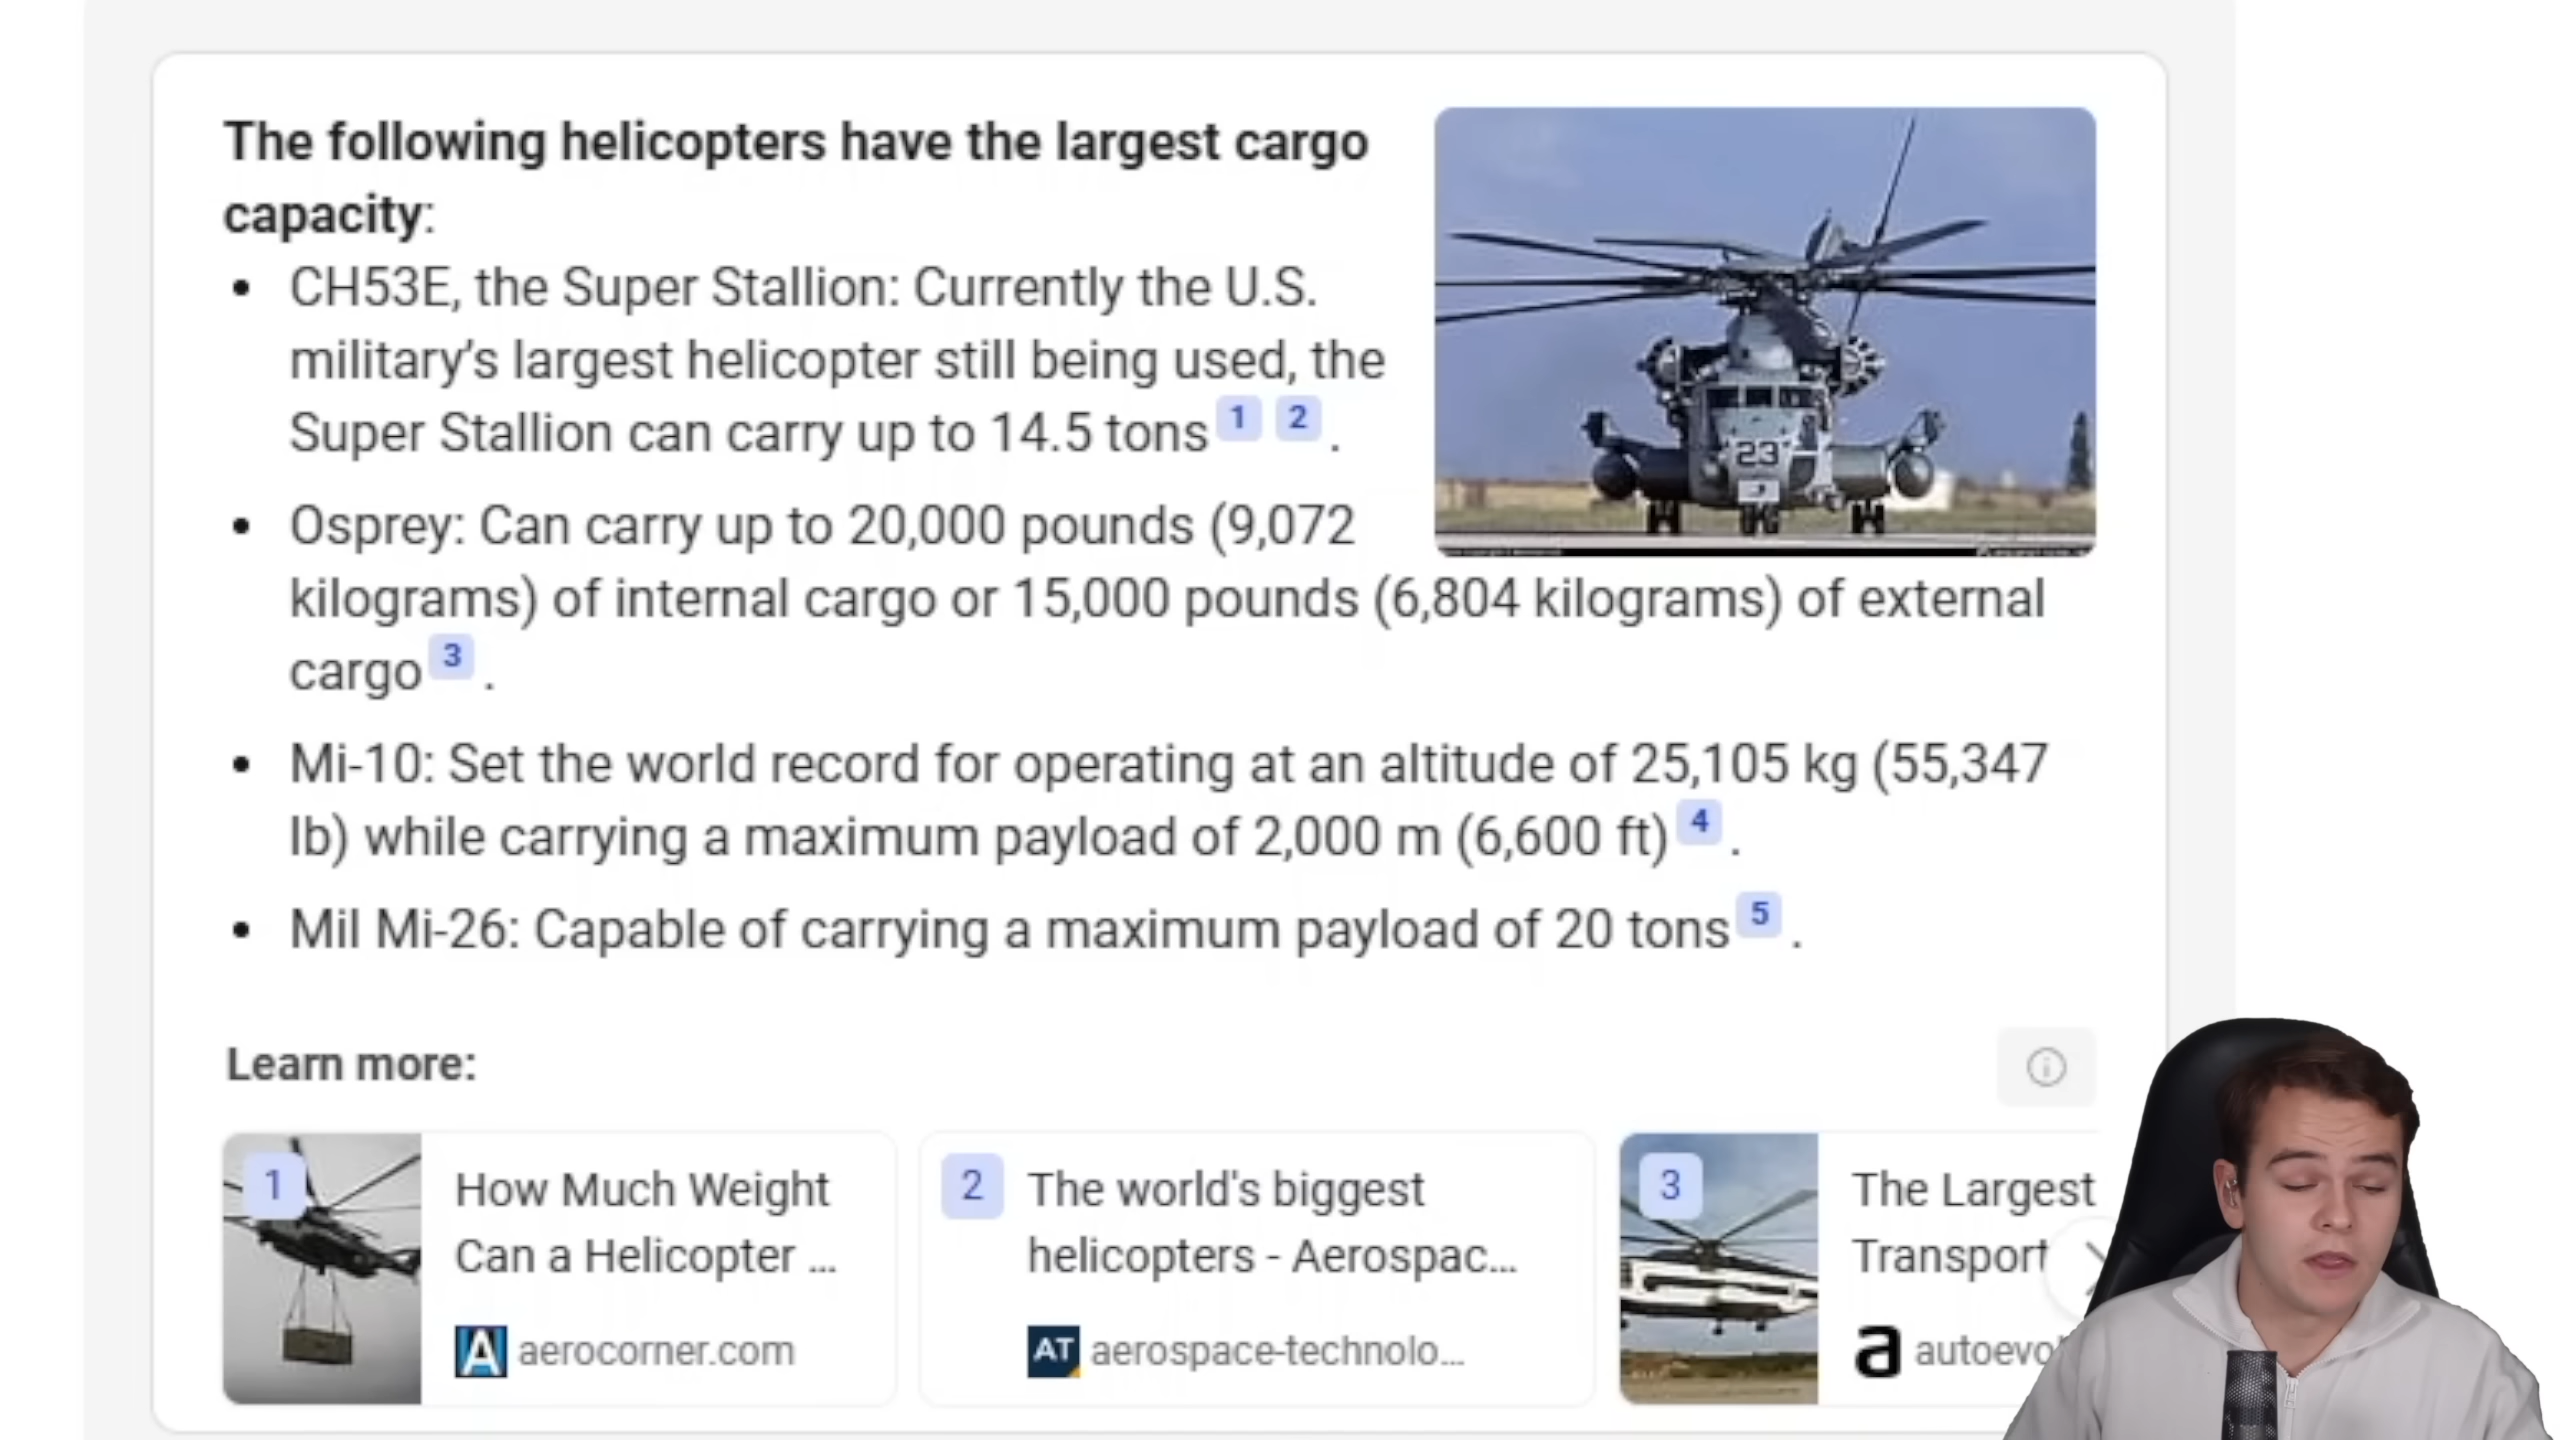 The following helicopters have the largest cargo
capacity:
• CH53E, the Super Stallion: Currently the U.S.
military's largest helicopter still being used, the
Super Stallion can carry up to 14.5 tons 1 2 .
• Osprey: Can carry up to 20,000 pounds (9,072
kilograms) of internal cargo or 15,000 pounds (6,804 kilograms) of external
cargo 3 .
• Mi-10: Set the world record for operating at an altitude of 25,105 kg (55,347
lb) while carrying a maximum payload of 2,000 m (6,600 ft) 4 .
• Mil Mi-26: Capable of carrying a maximum payload of 20 tons 5 .
23
Learn more:
1
How Much Weight
Can a Helicopter ...
A aerocorner.com
2
The world's biggest
helicopters - Aerospac...
AT aerospace-technolo...
3
The Largest
Transport
a autoevo